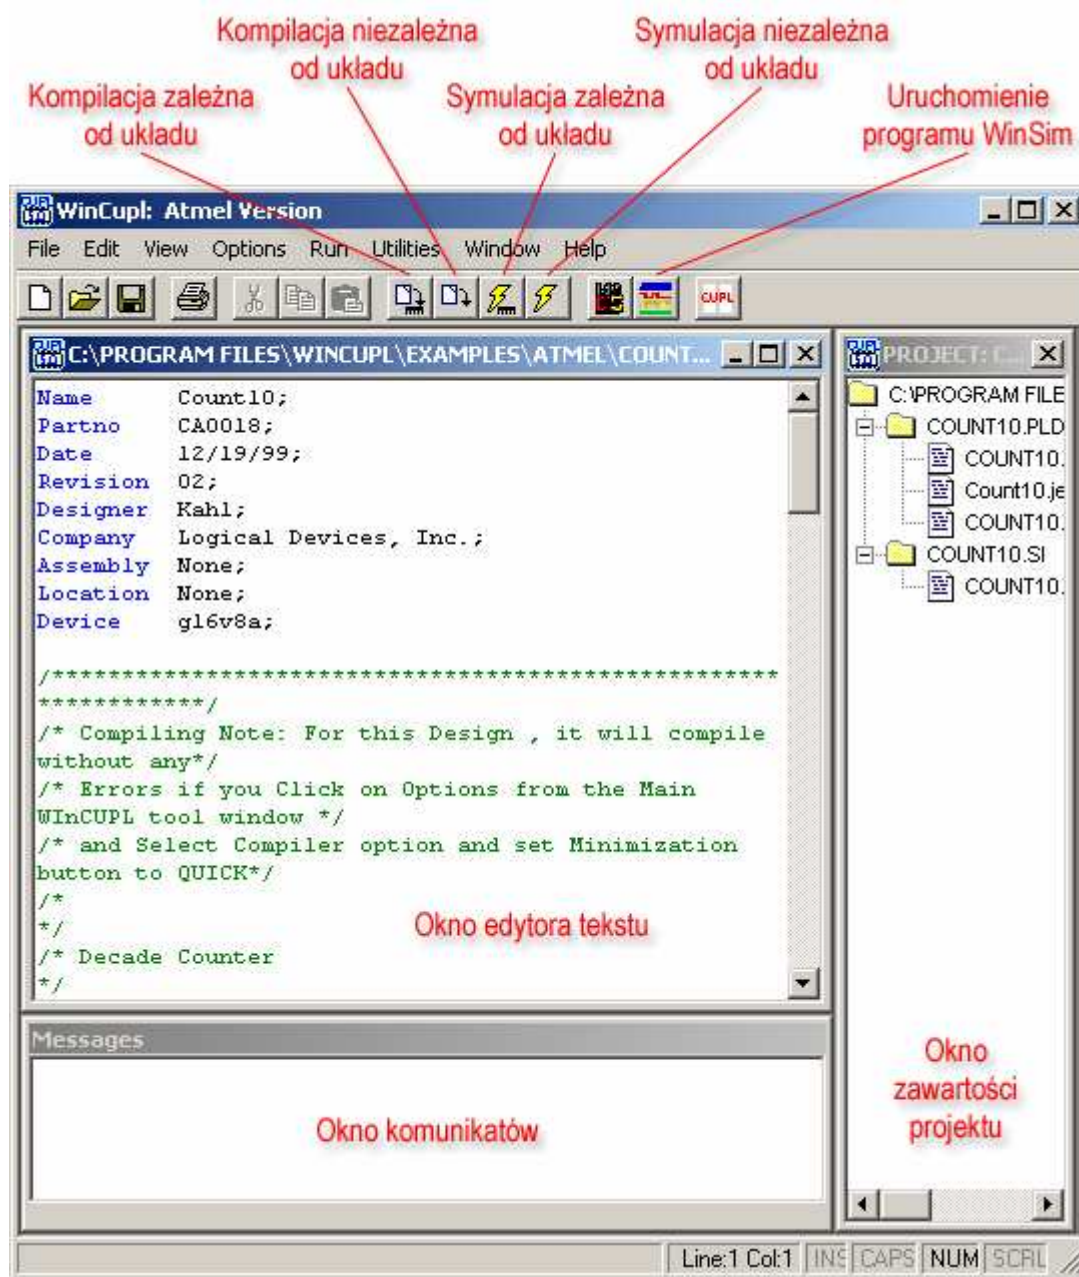 Kompilacja niezależna
od układu
Symulacja niezależna
od układu
Kompilacja zależna
od układu
Symulacja zależna
od układu
Uruchomienie
programu WinSim
WinCupl: Atmel Version
File Edit View Options Run Utilities Window Help
CUPL
C:\PROGRAM FILES\WINCUPL\EXAMPLES\ATMEL\COUNT...
Name Count10;
Partno CA0018;
Date 12/19/99;
Revision 02;
Designer Kahl;
Company Logical Devices, Inc.;
Assembly None;
Location None;
Device g16v8a;
/****************************************************
************/
/* Compiling Note: For this Design , it will compile
without any*/
/* Errors if you Click on Options from the Main
WInCUPL tool window */
/* and Select Compiler option and set Minimization
button to QUICK*/
/*
*/
/* Decade Counter
*/
Okno edytora tekstu
PROJECT: C...
C:\PROGRAM FILE
COUNT10.PLD
COUNT10.
Count10.je
COUNT10.
COUNT10.SI
COUNT10.
Okno
zawartości
projektu
Messages
Okno komunikatów
Line:1 Col:1 INS CAPS NUM SCRL